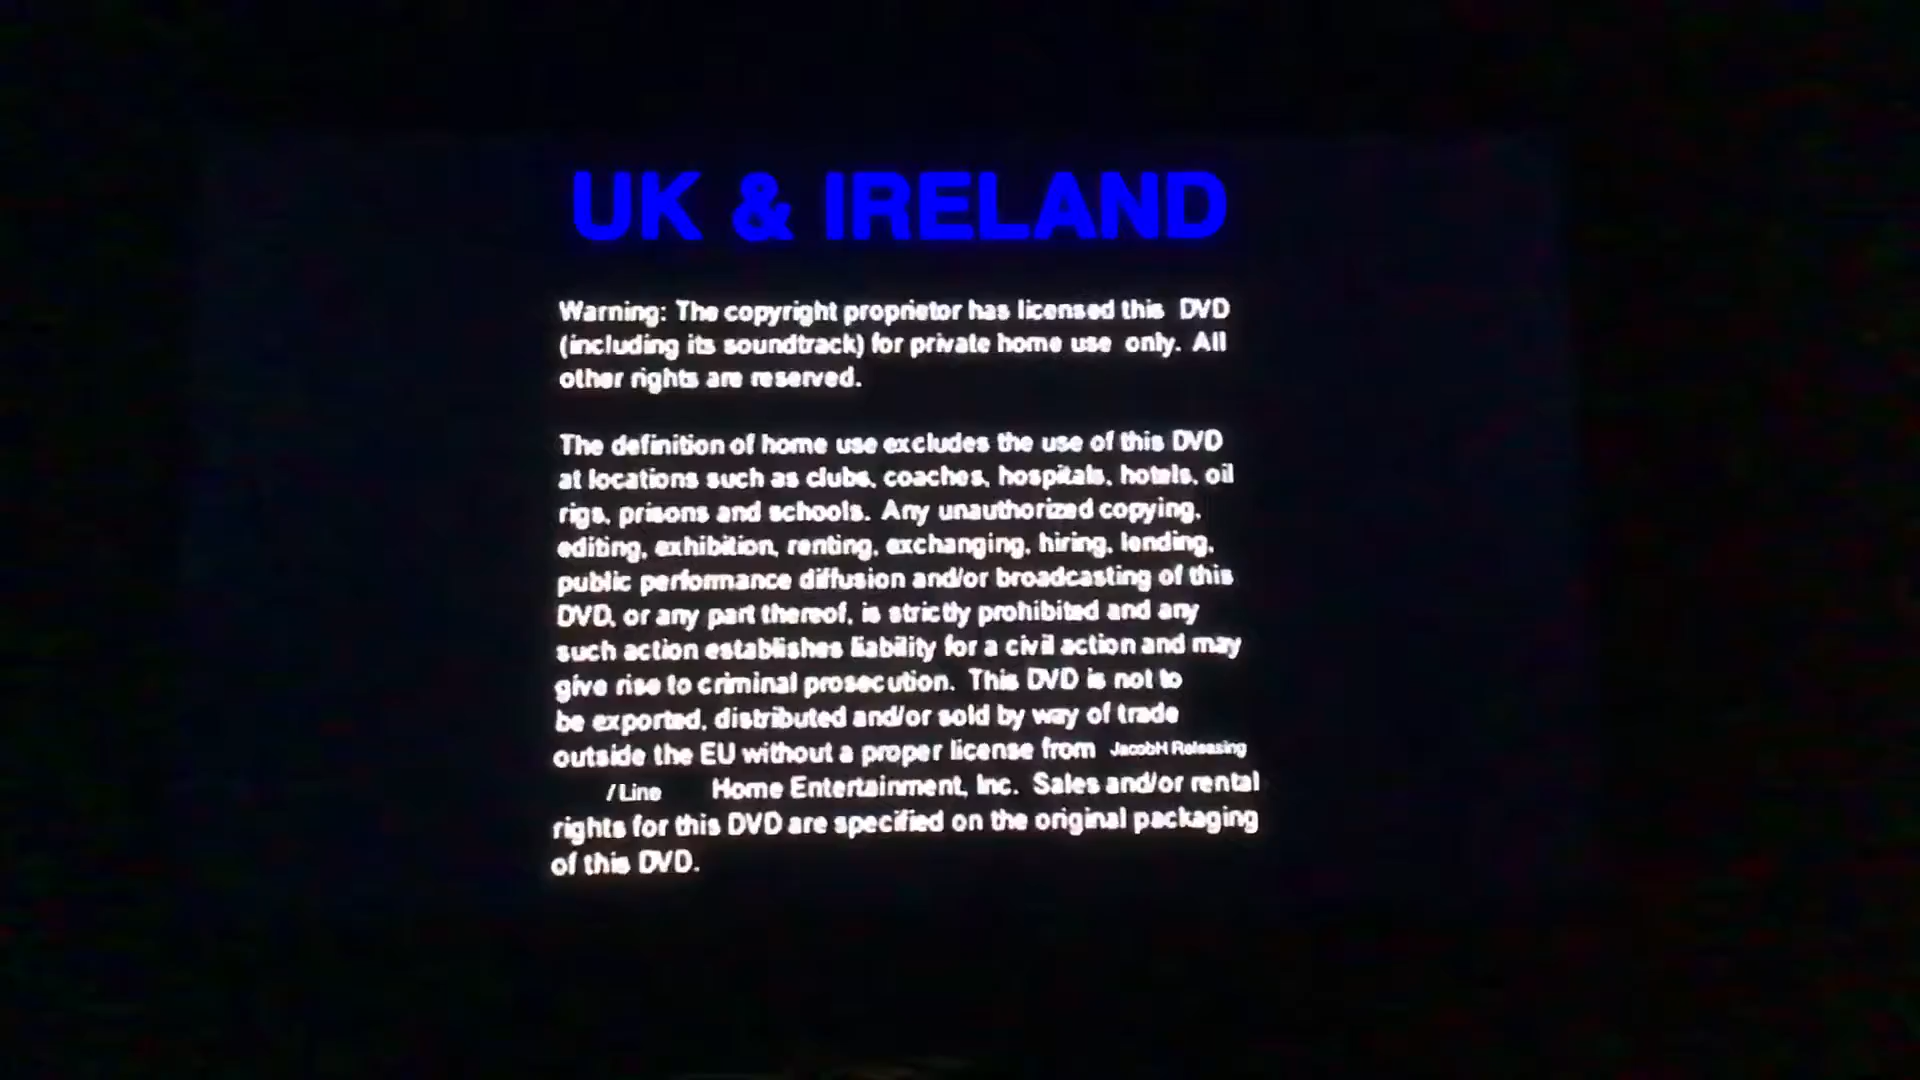 UK & IRELAND
Warning: The copyright proprietor has licensed this DVD
(including its soundtrack) for private home use only. All
other rights are reserved.
The definition of home use excludes the use of this DVD
at locations such as clubs, coaches, hospitals, hotels, oil
rigs, prisons and schools. Any unauthorized copying,
editing, exhibition, renting, exchanging, hiring, lending,
public performance diffusion and/or broadcasting of this
DVD, or any part thereof, is strictly prohibited and any
such action establishes liability for a civil action and may
give rise to criminal prosecution. This DVD is not to
be exported, distributed and/or sold by way of trade
outside the EU without a proper license from JacobH Releasing
/ Line Home Entertainment, Inc. Sales and/or rental
rights for this DVD are specified on the original packaging
of this DVD.